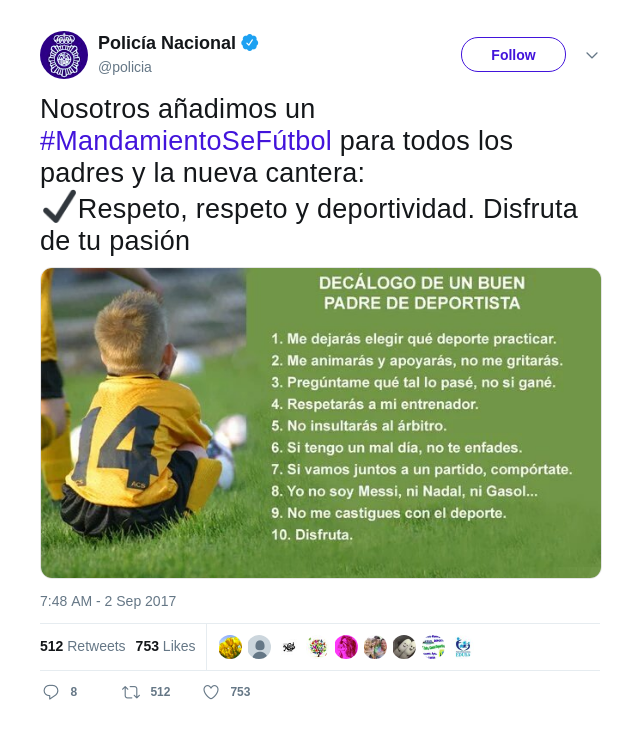 Policía Nacional
@policia
Follow
Nosotros añadimos un
#MandamientoSeFútbol para todos los
padres y la nueva cantera:
✔Respeto, respeto y deportividad. Disfruta
de tu pasión
DECÁLOGO DE UN BUEN
PADRE DE DEPORTISTA
1. Me dejarás elegir qué deporte practicar.
2. Me animarás y apoyarás, no me gritarás.
3. Pregúntame qué tal lo pasé, no si gané.
4. Respetarás a mi entrenador.
5. No insultarás al árbitro.
6. Si tengo un mal día, no te enfades.
7. Si vamos juntos a un partido, compórtate.
8. Yo no soy Messi, ni Nadal, ni Gasol...
9. No me castigues con el deporte.
10. Disfruta.
14
ACS
7:48 AM - 2 Sep 2017
512 Retweets 753 Likes
8 512 753